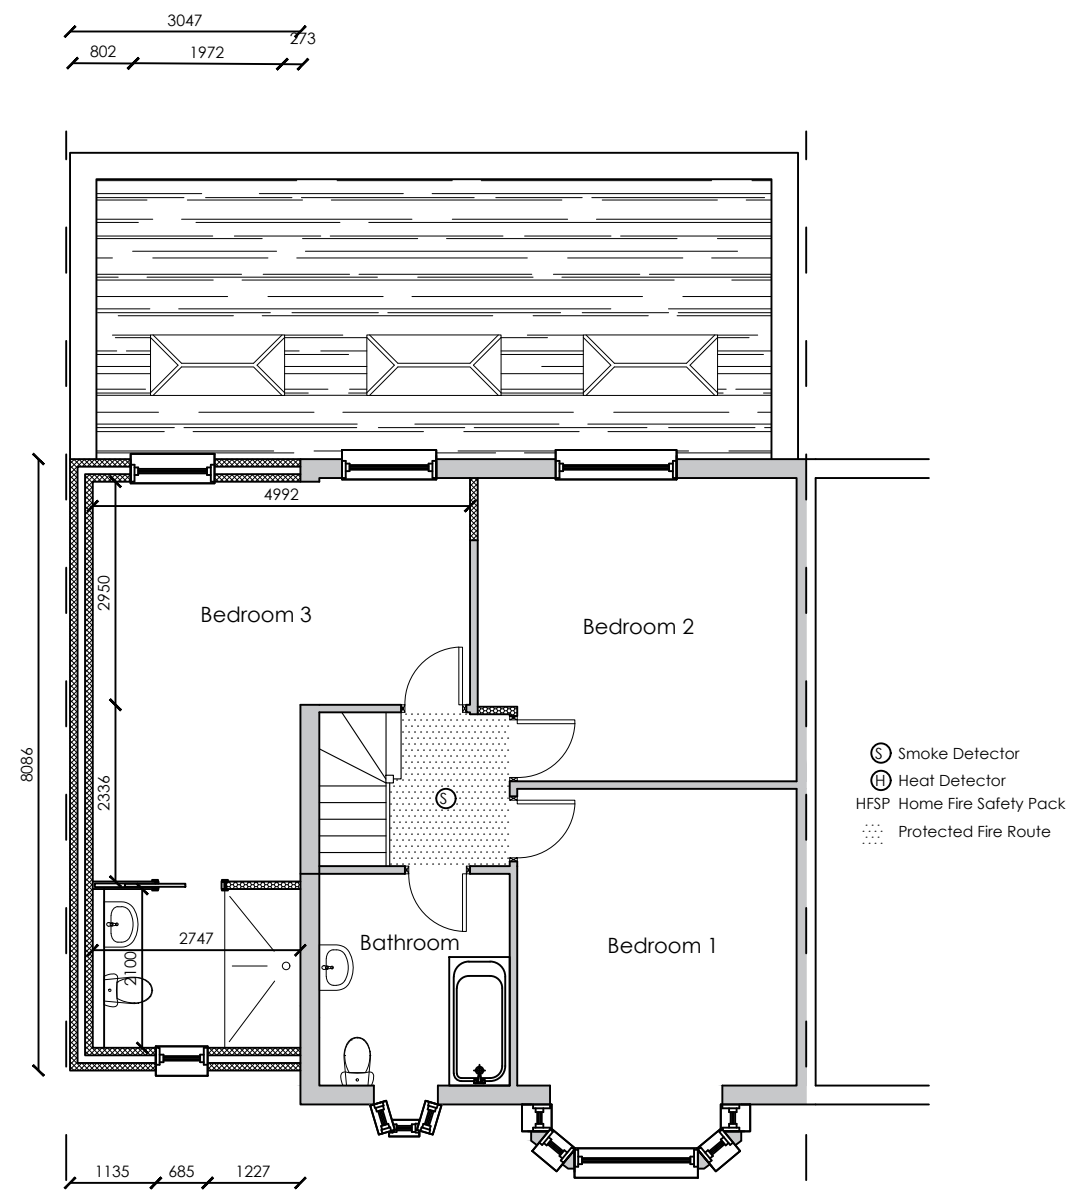 3047
273
802
1972
4992
2950
Bedroom 3
Bedroom 2
8086
2336
S
S Smoke Detector
H Heat Detector
HFSP Home Fire Safety Pack
Protected Fire Route
2747
2100
Bathroom
Bedroom 1
1135
685
1227